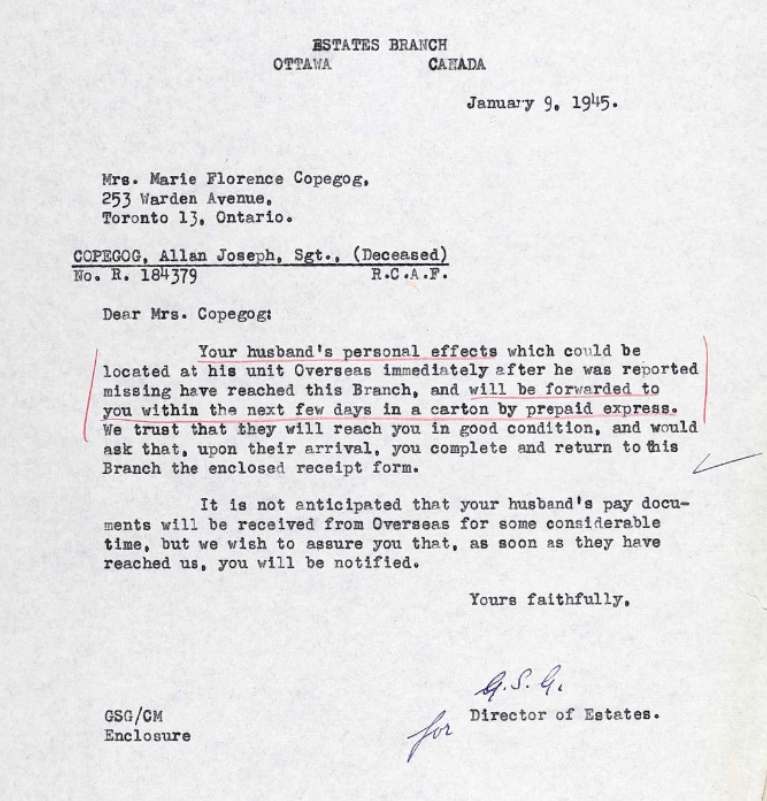 ESTATES BRANCH
OTTAWA CANADA
January 9, 1945.
Mrs. Marie Florence Copegog,
253 Warden Avenue,
Toronto 13, Ontario.
COPEGOG, Allan Joseph, Sgt., (Deceased)
No. R. 184379 R.C.A.F.
Dear Mrs. Copegog:
Your husband's personal effects which could be
located at his unit Overseas immediately after he was reported
missing have reached this Branch, and will be forwarded to
you within the next few days in a carton by prepaid express.
We trust that they will reach you in good condition, and would
ask that, upon their arrival, you complete and return to this
Branch the enclosed receipt form.
It is not anticipated that your husband's pay docu-
ments will be received from Overseas for some considerable
time, but we wish to assure you that, as soon as they have
reached us, you will be notified.
Yours faithfully,
G.S.G.
for Director of Estates.
GSG/CM
Enclosure